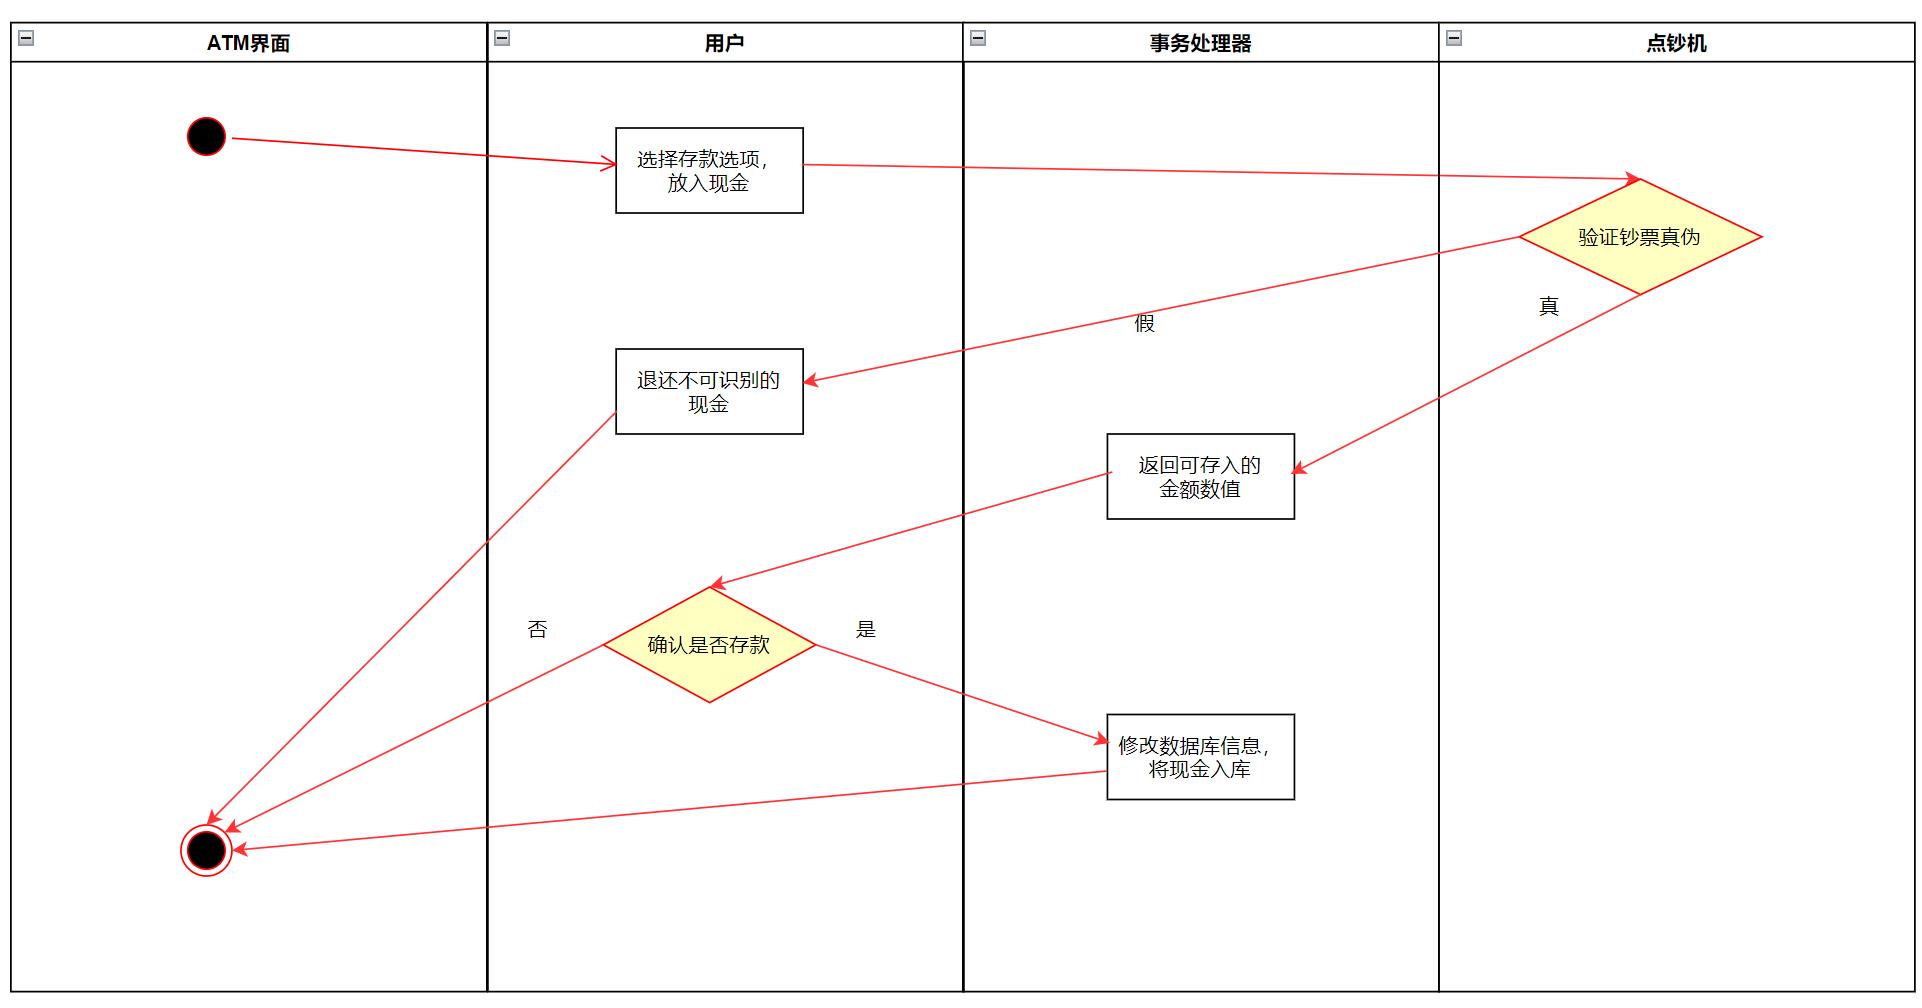 ATM界面
用户
事务处理器
点钞机
选择存款选项，
放入现金
验证钞票真伪
真
假
退还不可识别的
现金
返回可存入的
金额数值
否
确认是否存款
是
修改数据库信息，
将现金入库